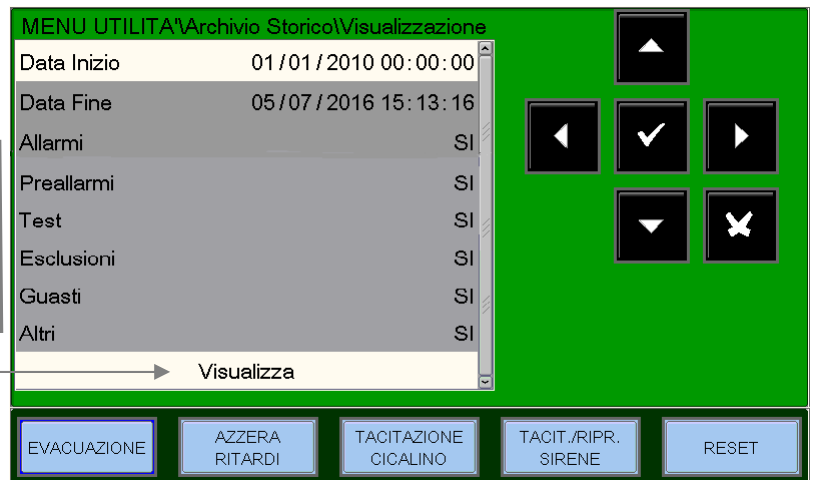 MENU UTILITA'\Archivio Storico\Visualizzazione
Data Inizio 01/01/2010 00:00:00
Data Fine 05/07/2016 15:13:16
Allarmi SI
Preallarmi SI
Test SI
Esclusioni SI
Guasti SI
Altri SI
Visualizza
EVACUAZIONE
AZZERA
RITARDI
TACITAZIONE
CICALINO
TACIT./RIPR.
SIRENE
RESET